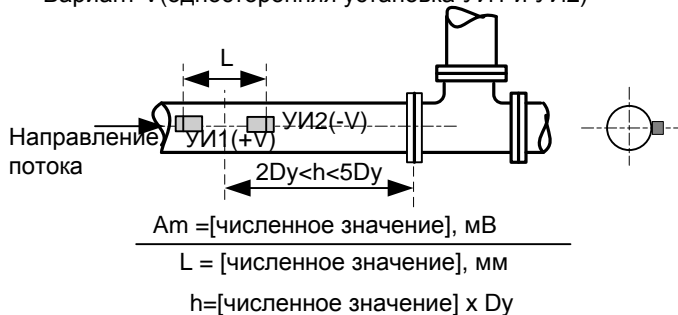 Вариант V(односторонняя установка УИ1 и УИ2)
L
Направление потока
УИ1(+V)
УИ2(-V)
2Dy<h<5Dy
Am =[численное значение], мВ
L = [численное значение], мм
h=[численное значение] x Dy